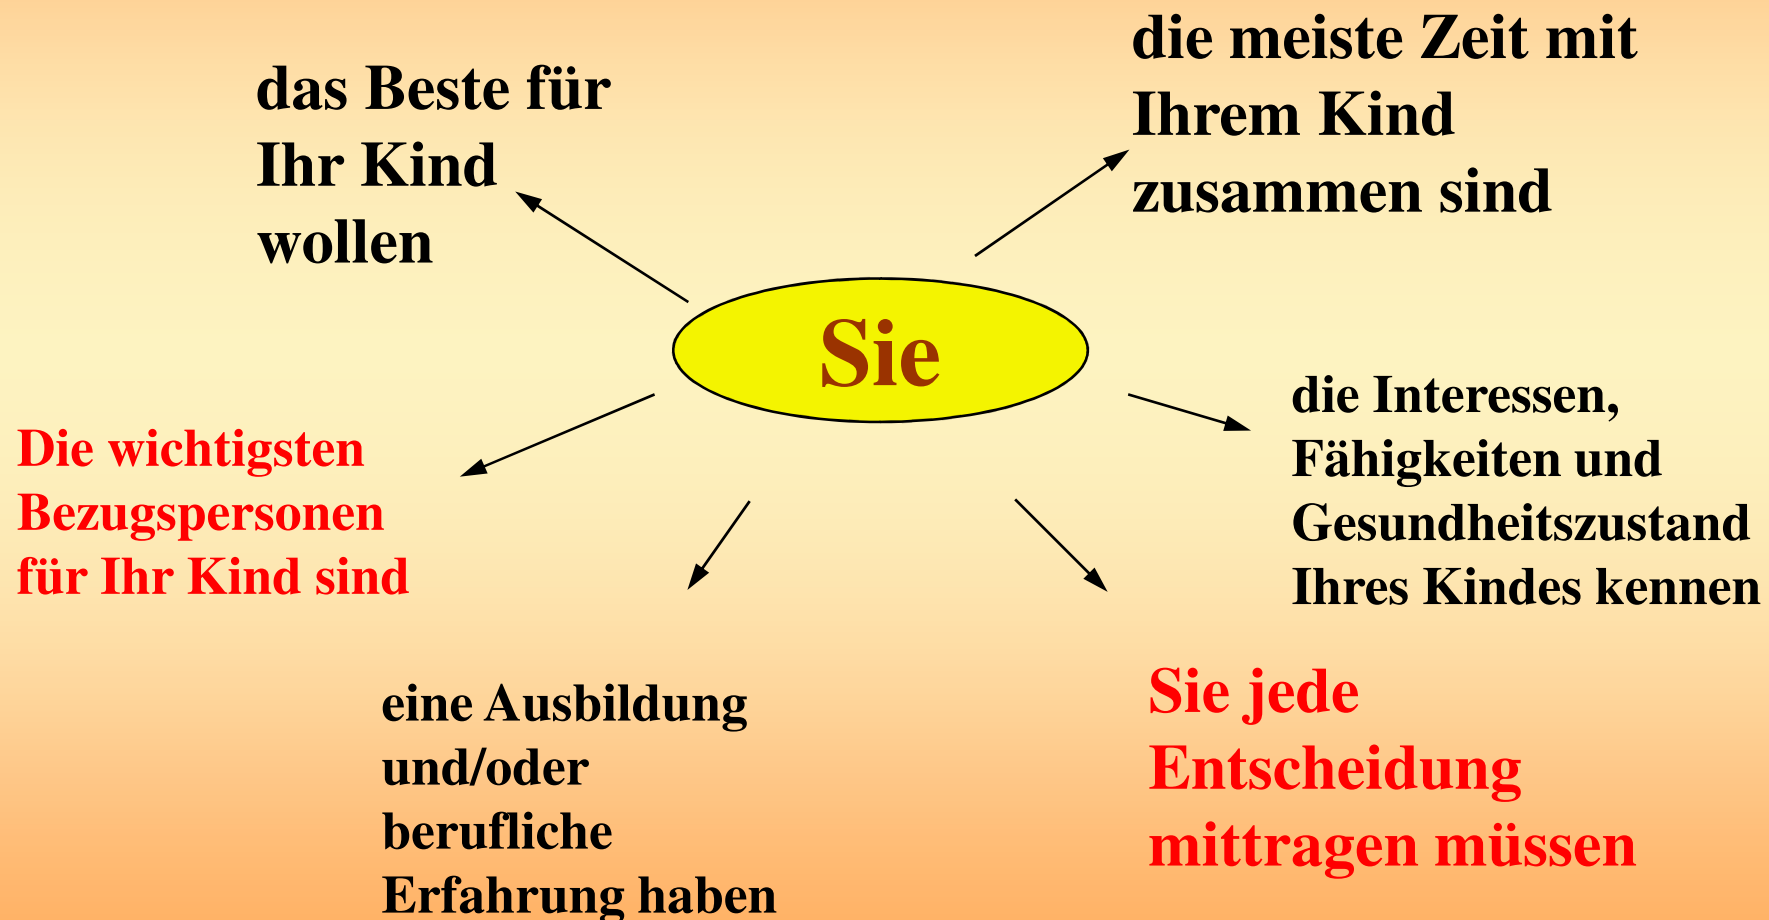 das Beste für
Ihr Kind
wollen
die meiste Zeit mit
Ihrem Kind
zusammen sind
Sie
Die wichtigsten
Bezugspersonen
für Ihr Kind sind
die Interessen,
Fähigkeiten und
Gesundheitszustand
Ihres Kindes kennen
eine Ausbildung
und/oder
berufliche
Erfahrung haben
Sie jede
Entscheidung
mittragen müssen